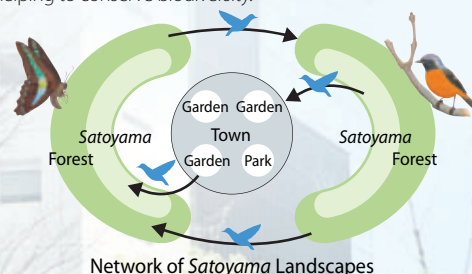 helping to conserve biodiversity.
Garden Garden
Town
Garden Park
Satoyama
Forest
Satoyama
Forest
Network of Satoyama Landscapes